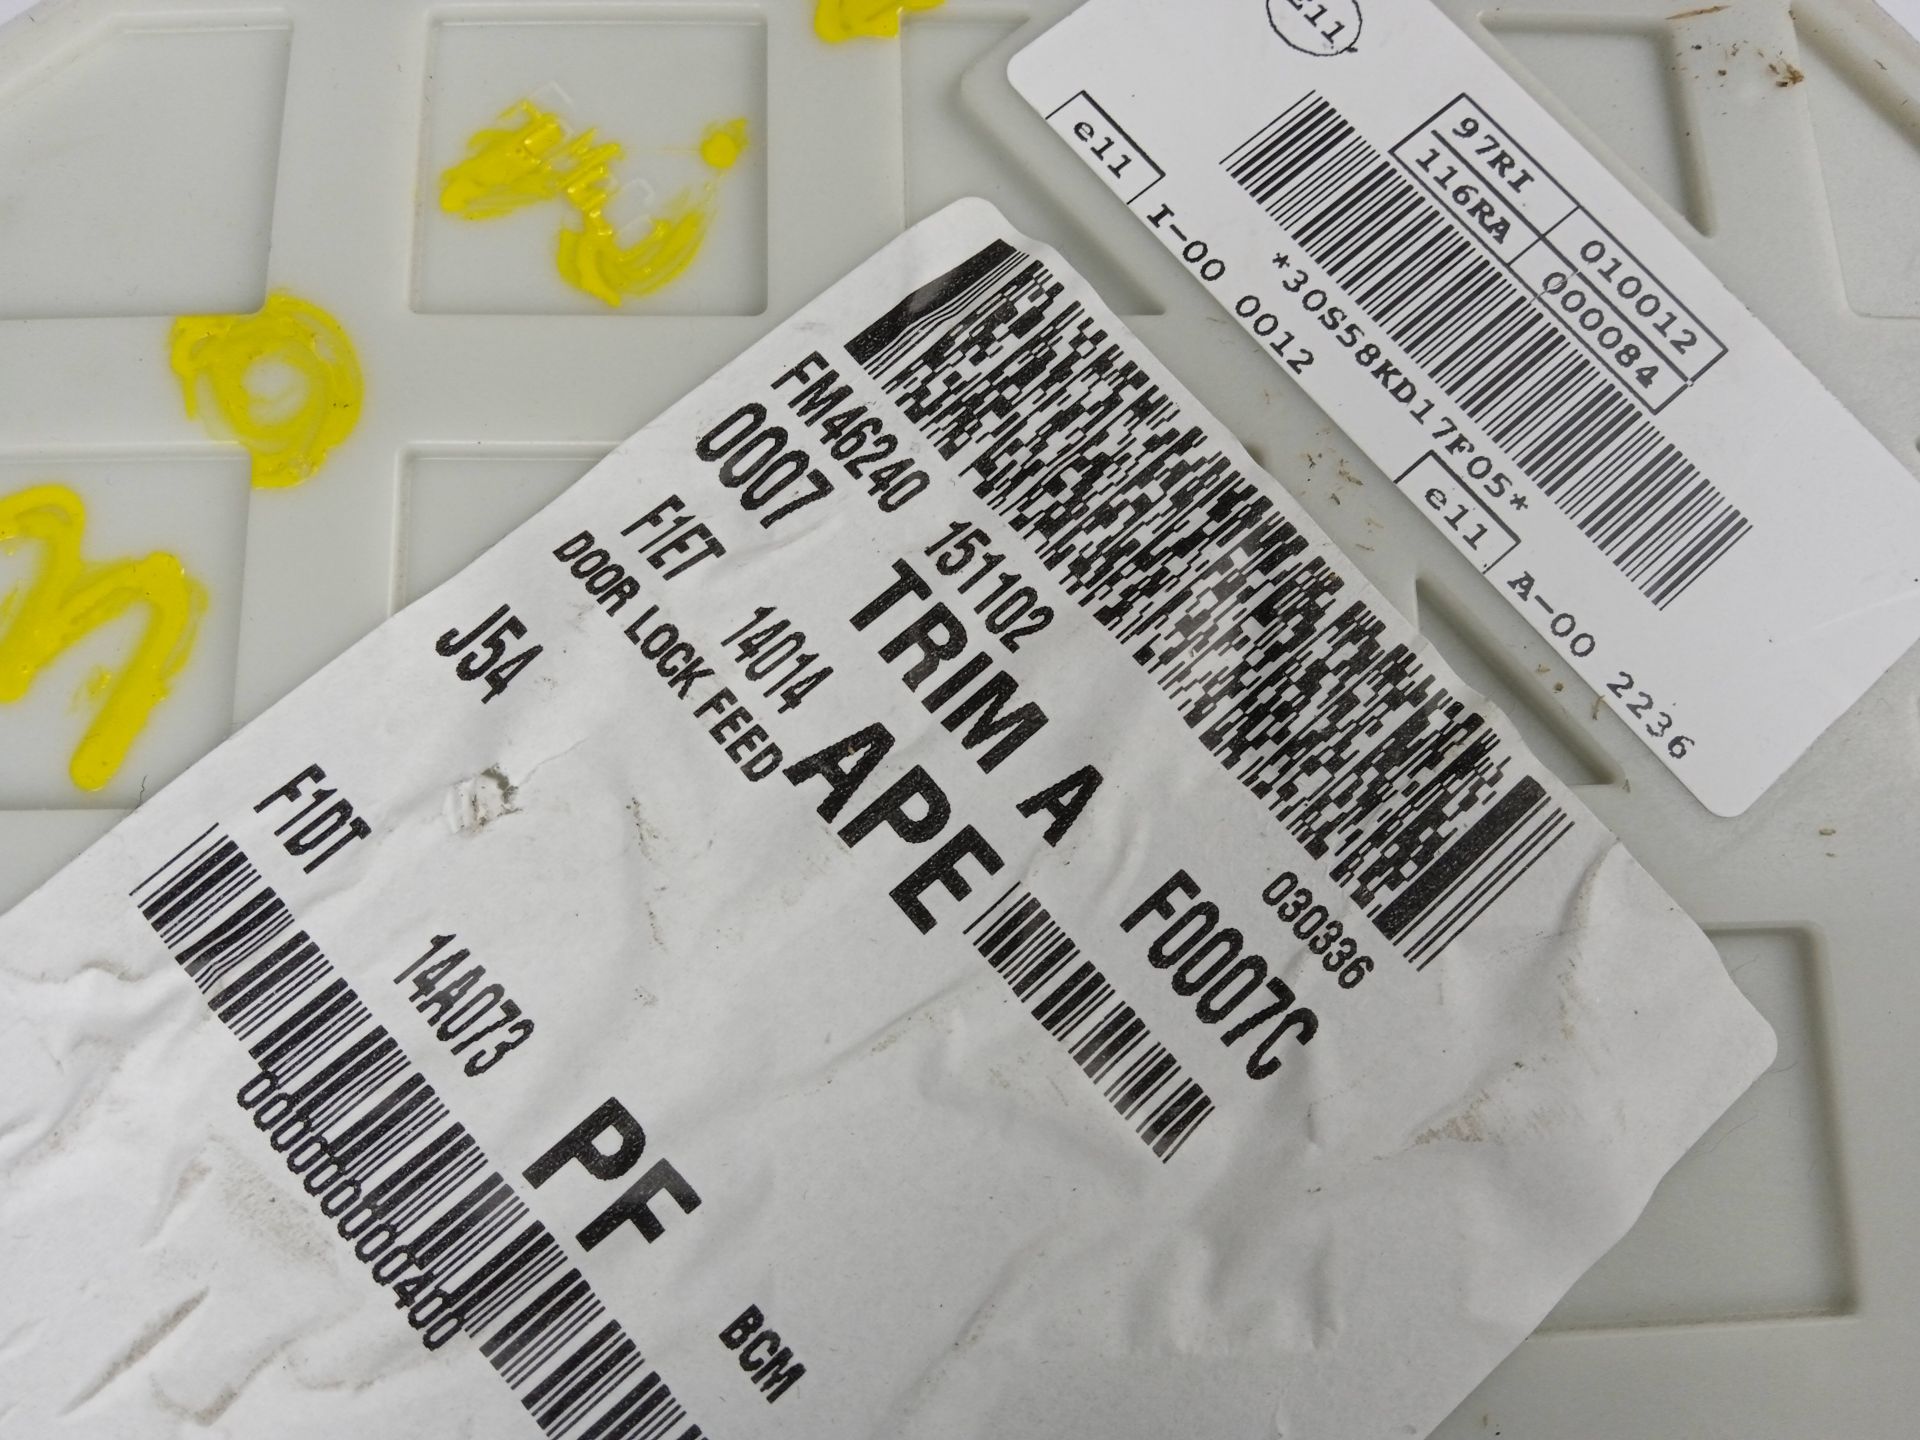 E11
97RI 010012
116RA 000084
e11 I-00 0012
*30S58KD17F05*
e11 A-00 2236
FM46240 151102 030336
0007 TRIM A F0007C
F1ET 14014 APE
DOOR LOCK FEED
J54
F1DT 14A073 PF BCM